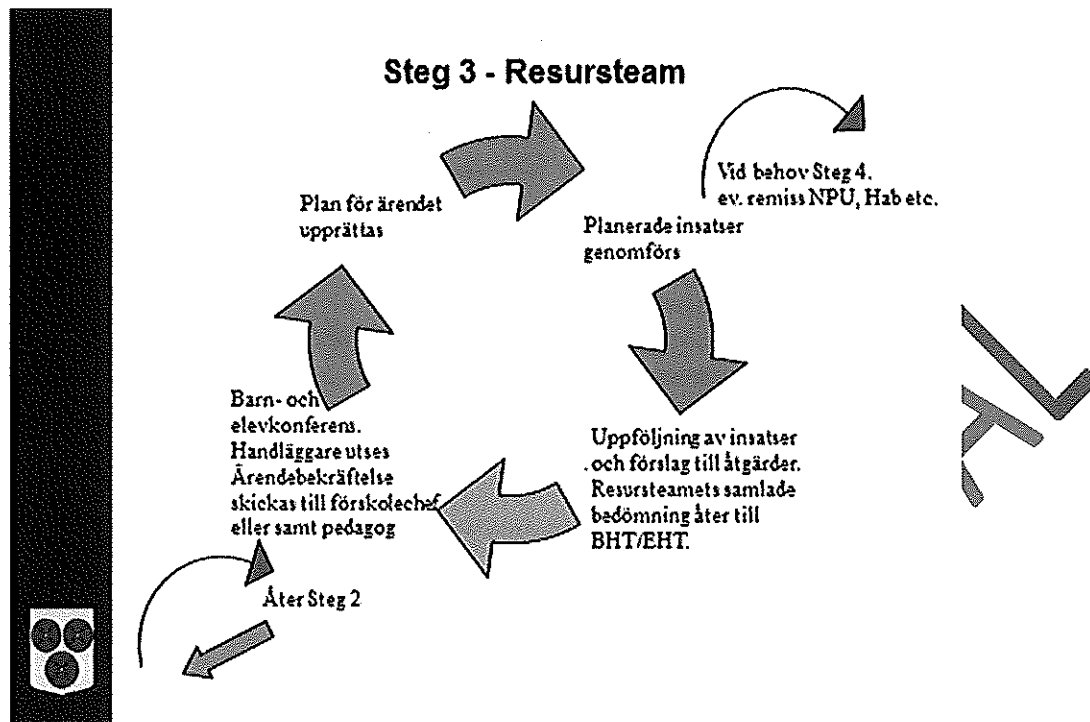 Steg 3 - Resursteam
Vid behov Steg 4.
ev. remiss NPU, Hab etc.
Plan för ärendet
upprättas
Planerade insatser
genomförs
Barn- och
elevkonferens.
Handläggare utses
Ärendebekräftelse
skickas till förskolechef
eller samt pedagog
Uppföljning av insatser
och förslag till åtgärder.
Resursteamets samlade
bedömning åter till
BHT/EHT.
Åter Steg 2